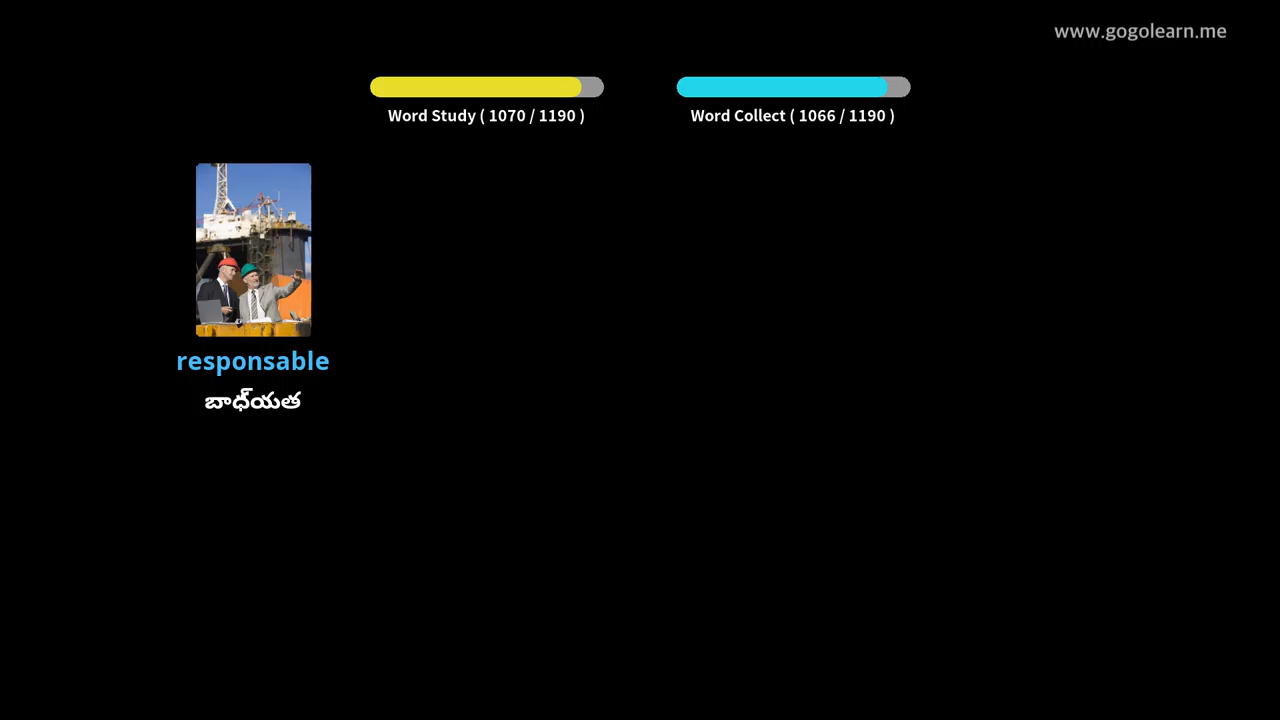 www.gogolearn.me
Word Study ( 1070 / 1190 )
Word Collect ( 1066 / 1190 )
responsable
బాధ్యత